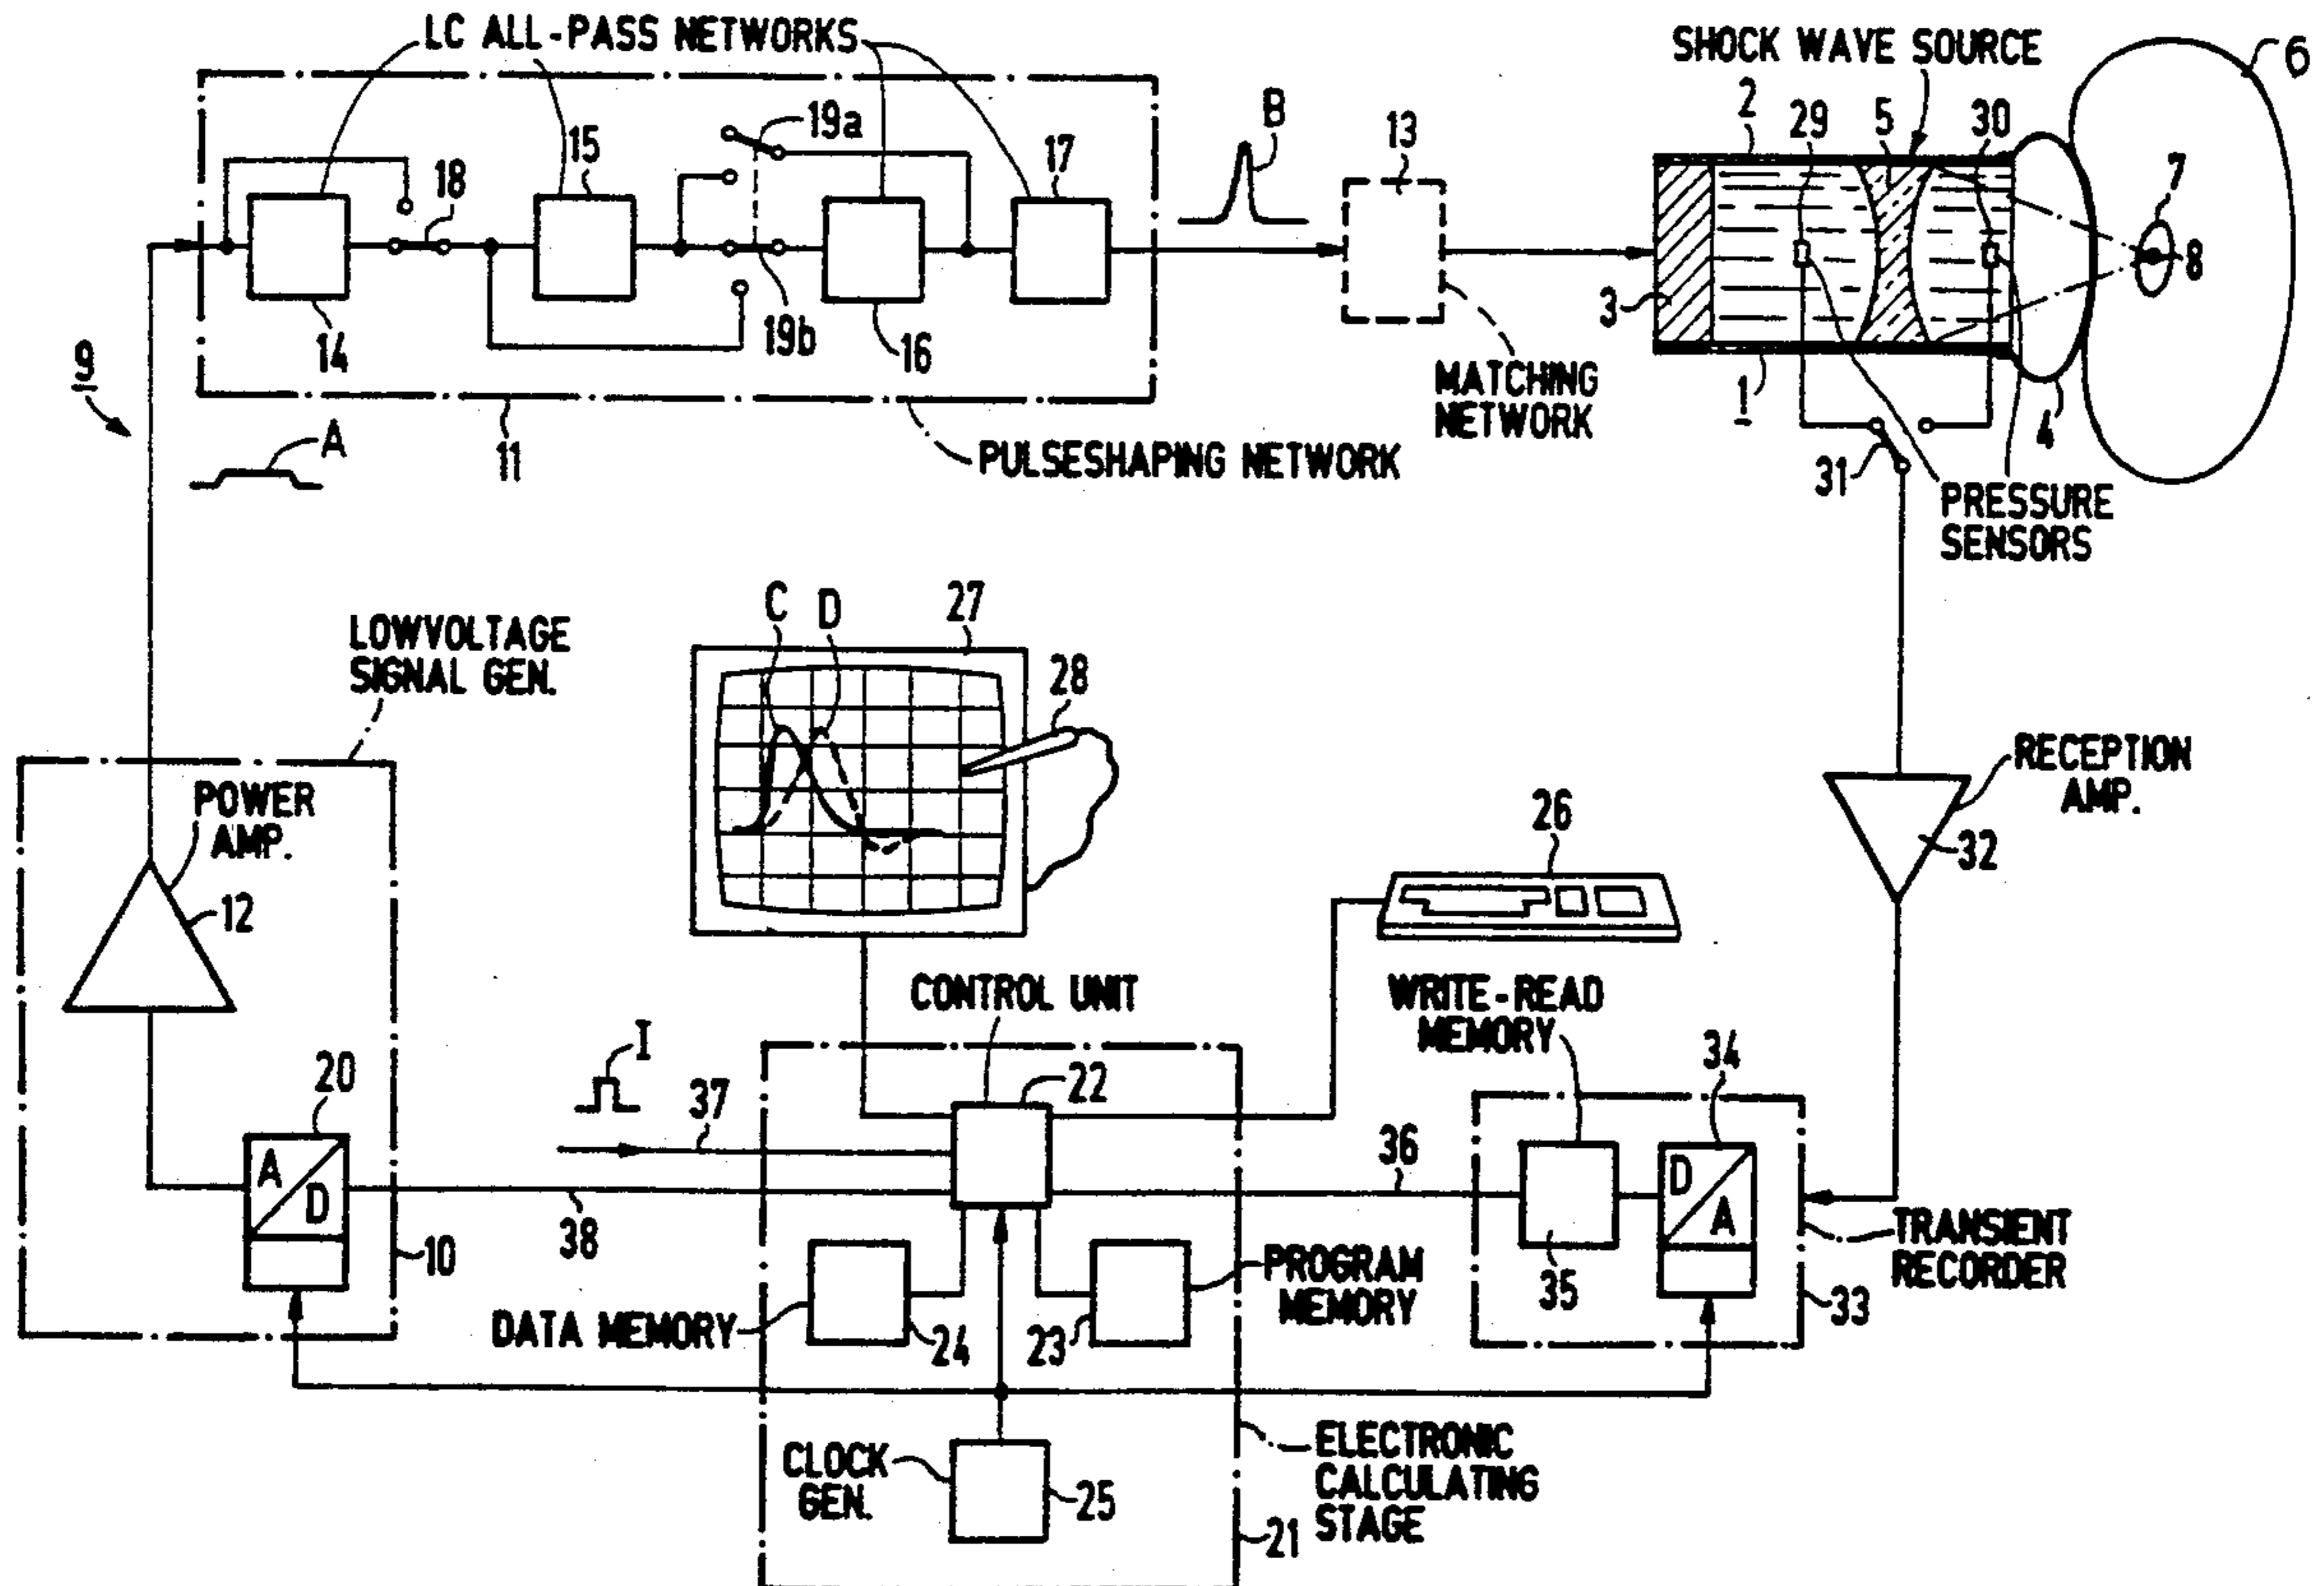 LC ALL-PASS NETWORKS
SHOCK WAVE SOURCE
6
2
29
5
30
19a
B
13
7
15
17
18
8
3
14
19b
16
9
11
PULSESHAPING NETWORK
MATCHING
NETWORK
1
4
A
31
PRESSURE
SENSORS
C
D
27
28
LOWVOLTAGE
SIGNAL GEN.
POWER
AMP.
12
RECEPTION
AMP.
32
26
CONTROL UNIT
WRITE-READ
MEMORY
34
I
37
22
20
A
D
36
D
A
38
10
35
TRANSIENT
RECORDER
33
DATA MEMORY
24
23
PROGRAM
MEMORY
CLOCK
GEN.
25
ELECTRONIC
CALCULATING
STAGE
21